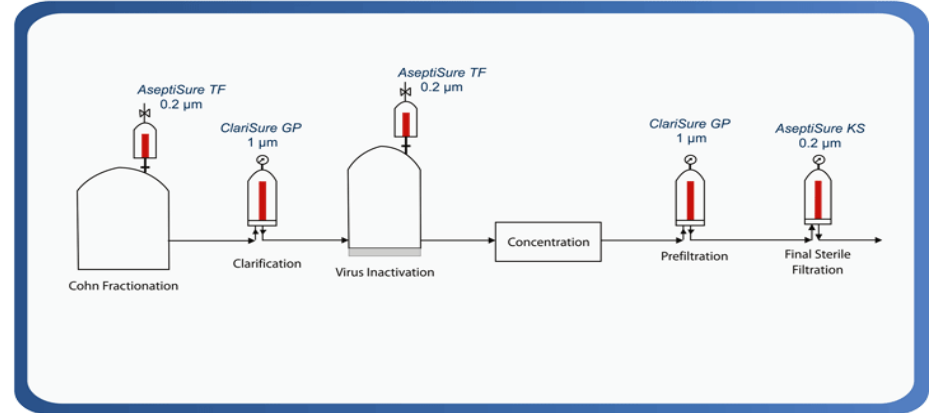 AseptiSure TF
0.2 µm
Cohn Fractionation
ClariSure GP
1 µm
Clarification
AseptiSure TF
0.2 µm
Virus Inactivation
Concentration
ClariSure GP
1 µm
Prefiltration
AseptiSure KS
0.2 µm
Final Sterile
Filtration